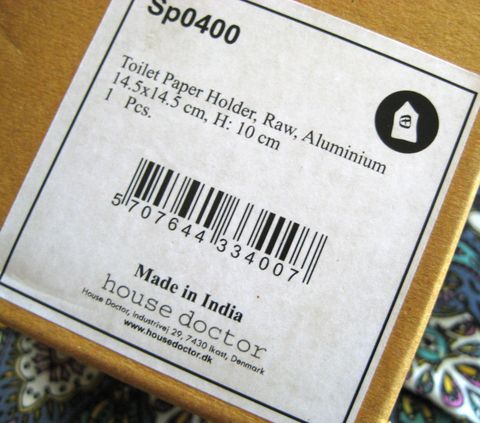 Sp0400
Toilet Paper Holder, Raw, Aluminium
14.5x14.5 cm, H: 10 cm
1 Pcs.
a
5 707644 334007
Made in India
house doctor
House Doctor, Industrivej 29, 7430 Ikast, Denmark
www.housedoctor.dk